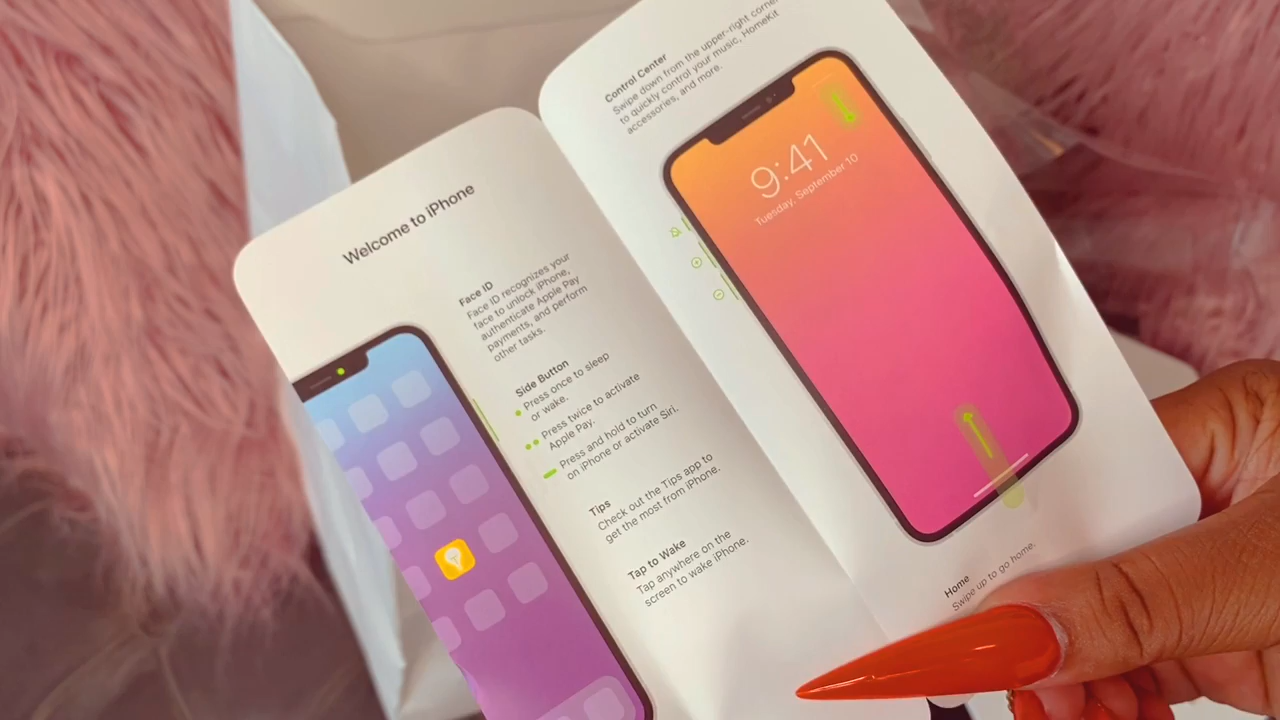 Welcome to iPhone
Face ID
Face ID recognizes your
face to unlock iPhone,
authenticate Apple Pay
payments, and perform
other tasks.
Side Button
Press once to sleep
or wake.
Press twice to activate
Apple Pay.
Press and hold to turn
on iPhone or activate Siri.
Tips
Check out the Tips app to
get the most from iPhone.
Tap to Wake
Tap anywhere on the
screen to wake iPhone.
Control Center
Swipe down from the upper-right corner
to quickly control your music, HomeKit
accessories, and more.
9:41
Tuesday, September 10
Home
Swipe up to go home.